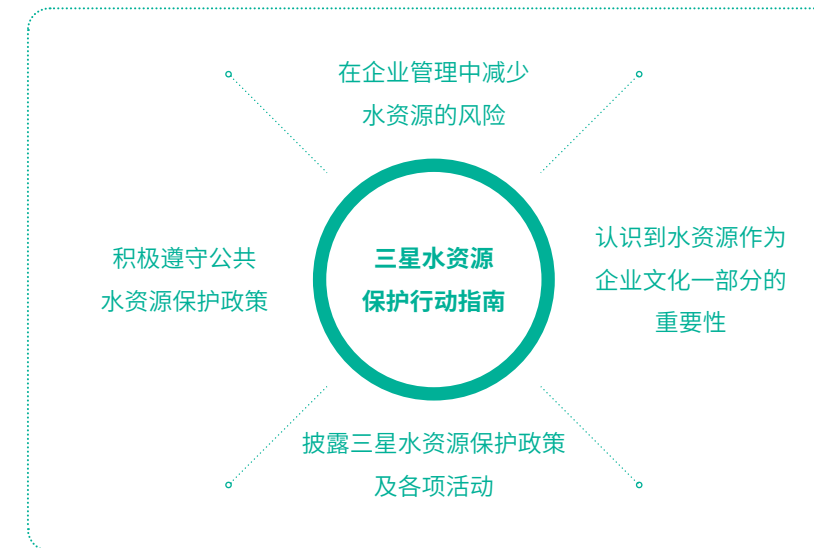 在企业管理中减少
水资源的风险
积极遵守公共
水资源保护政策
三星水资源
保护行动指南
认识到水资源作为
企业文化一部分的
重要性
披露三星水资源保护政策
及各项活动